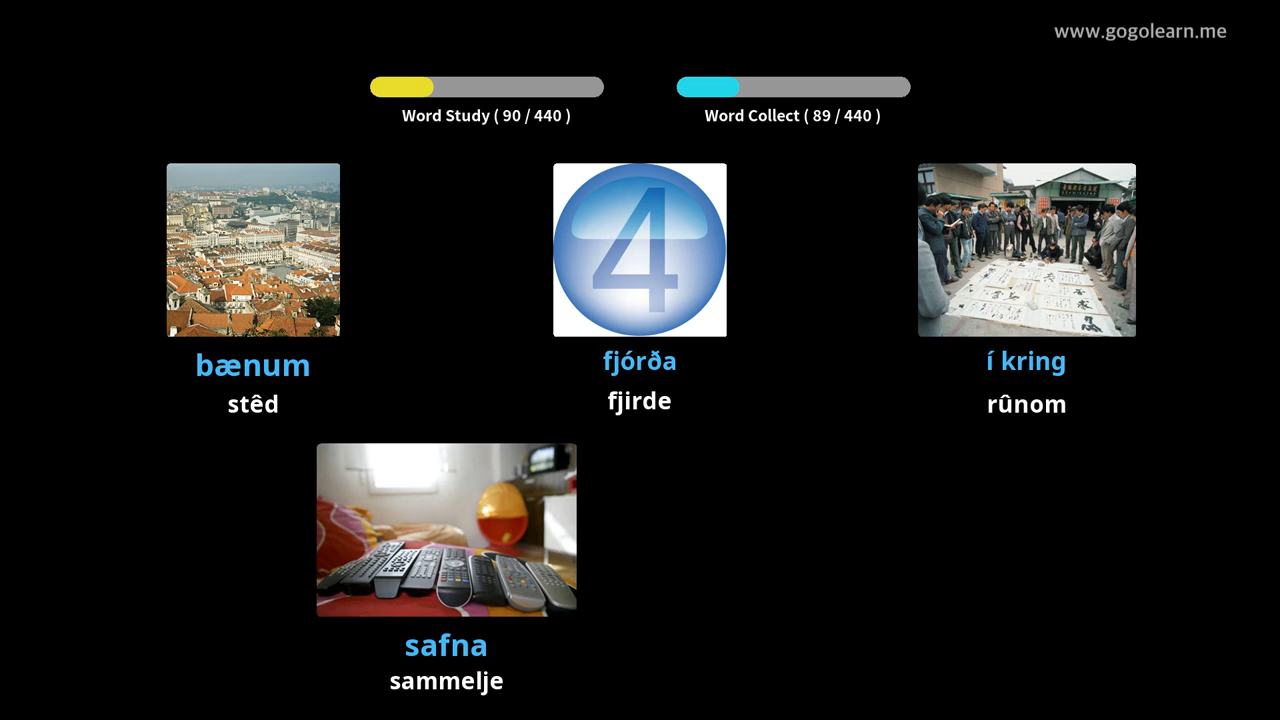 www.gogolearn.me
Word Study ( 90 / 440 )
Word Collect ( 89 / 440 )
4
bænum
stêd
fjórða
fjirde
í kring
rûnom
safna
sammelje